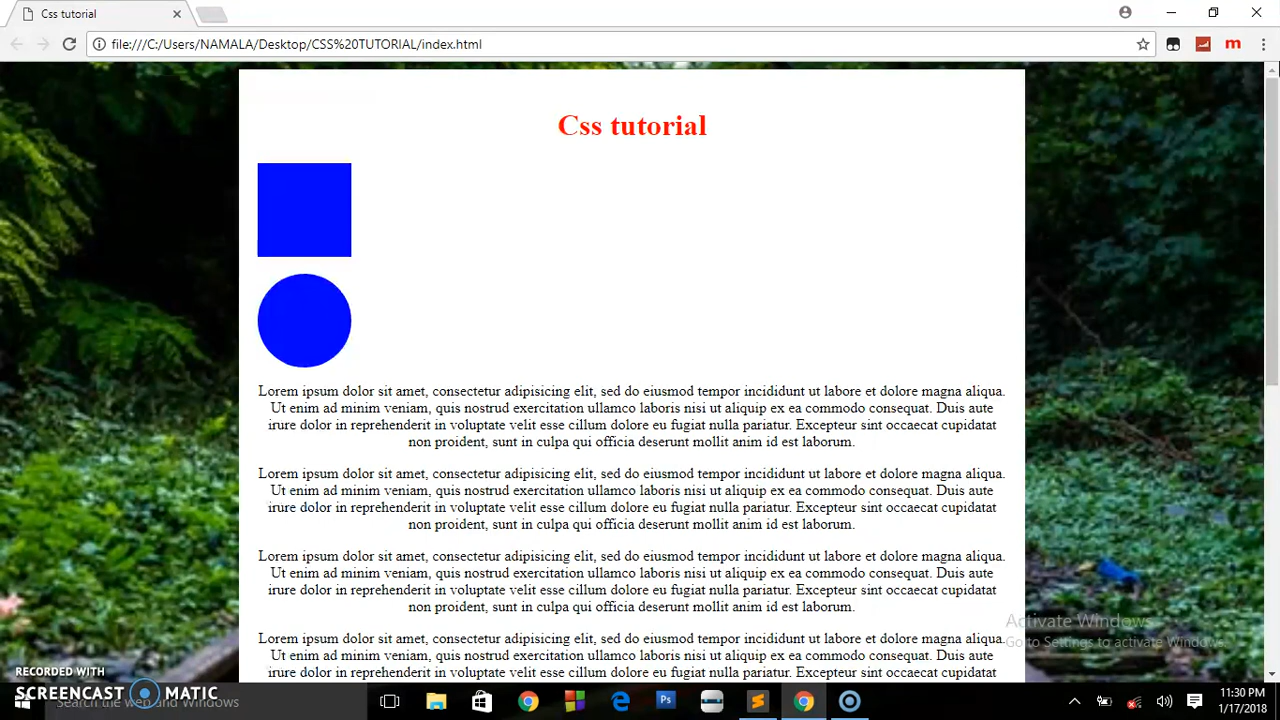 Css tutorial
file:///C:/Users/NAMALA/Desktop/CSS%20TUTORIAL/index.html
Css tutorial
Lorem ipsum dolor sit amet, consectetur adipisicing elit, sed do eiusmod tempor incididunt ut labore et dolore magna aliqua.
Ut enim ad minim veniam, quis nostrud exercitation ullamco laboris nisi ut aliquip ex ea commodo consequat. Duis aute
irure dolor in reprehenderit in voluptate velit esse cillum dolore eu fugiat nulla pariatur. Excepteur sint occaecat cupidatat
non proident, sunt in culpa qui officia deserunt mollit anim id est laborum.
Lorem ipsum dolor sit amet, consectetur adipisicing elit, sed do eiusmod tempor incididunt ut labore et dolore magna aliqua.
Ut enim ad minim veniam, quis nostrud exercitation ullamco laboris nisi ut aliquip ex ea commodo consequat. Duis aute
irure dolor in reprehenderit in voluptate velit esse cillum dolore eu fugiat nulla pariatur. Excepteur sint occaecat cupidatat
non proident, sunt in culpa qui officia deserunt mollit anim id est laborum.
Lorem ipsum dolor sit amet, consectetur adipisicing elit, sed do eiusmod tempor incididunt ut labore et dolore magna aliqua.
Ut enim ad minim veniam, quis nostrud exercitation ullamco laboris nisi ut aliquip ex ea commodo consequat. Duis aute
irure dolor in reprehenderit in voluptate velit esse cillum dolore eu fugiat nulla pariatur. Excepteur sint occaecat cupidatat
non proident, sunt in culpa qui officia deserunt mollit anim id est laborum.
Activate Windows
Go to Settings to activate Windows.
Lorem ipsum dolor sit amet, consectetur adipisicing elit, sed do eiusmod tempor incididunt ut labore et dolore magna aliqua.
Ut enim ad minim veniam, quis nostrud exercitation ullamco laboris nisi ut aliquip ex ea commodo consequat. Duis aute
irure dolor in reprehenderit in voluptate velit esse cillum dolore eu fugiat nulla pariatur. Excepteur sint occaecat cupidatat
RECORDED WITH
SCREENCAST MATIC
Search the web and Windows
Ps
11:30 PM
1/17/2018